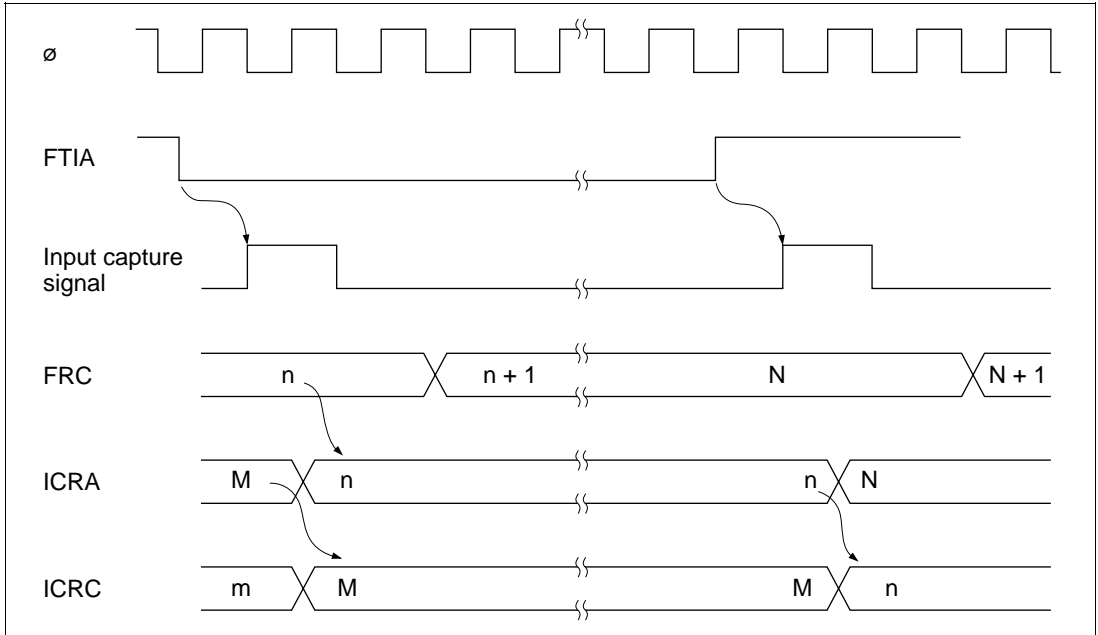 ø
FTIA
Input capture
signal
FRC n n + 1 N N + 1
ICRA M n n N
ICRC m M M n